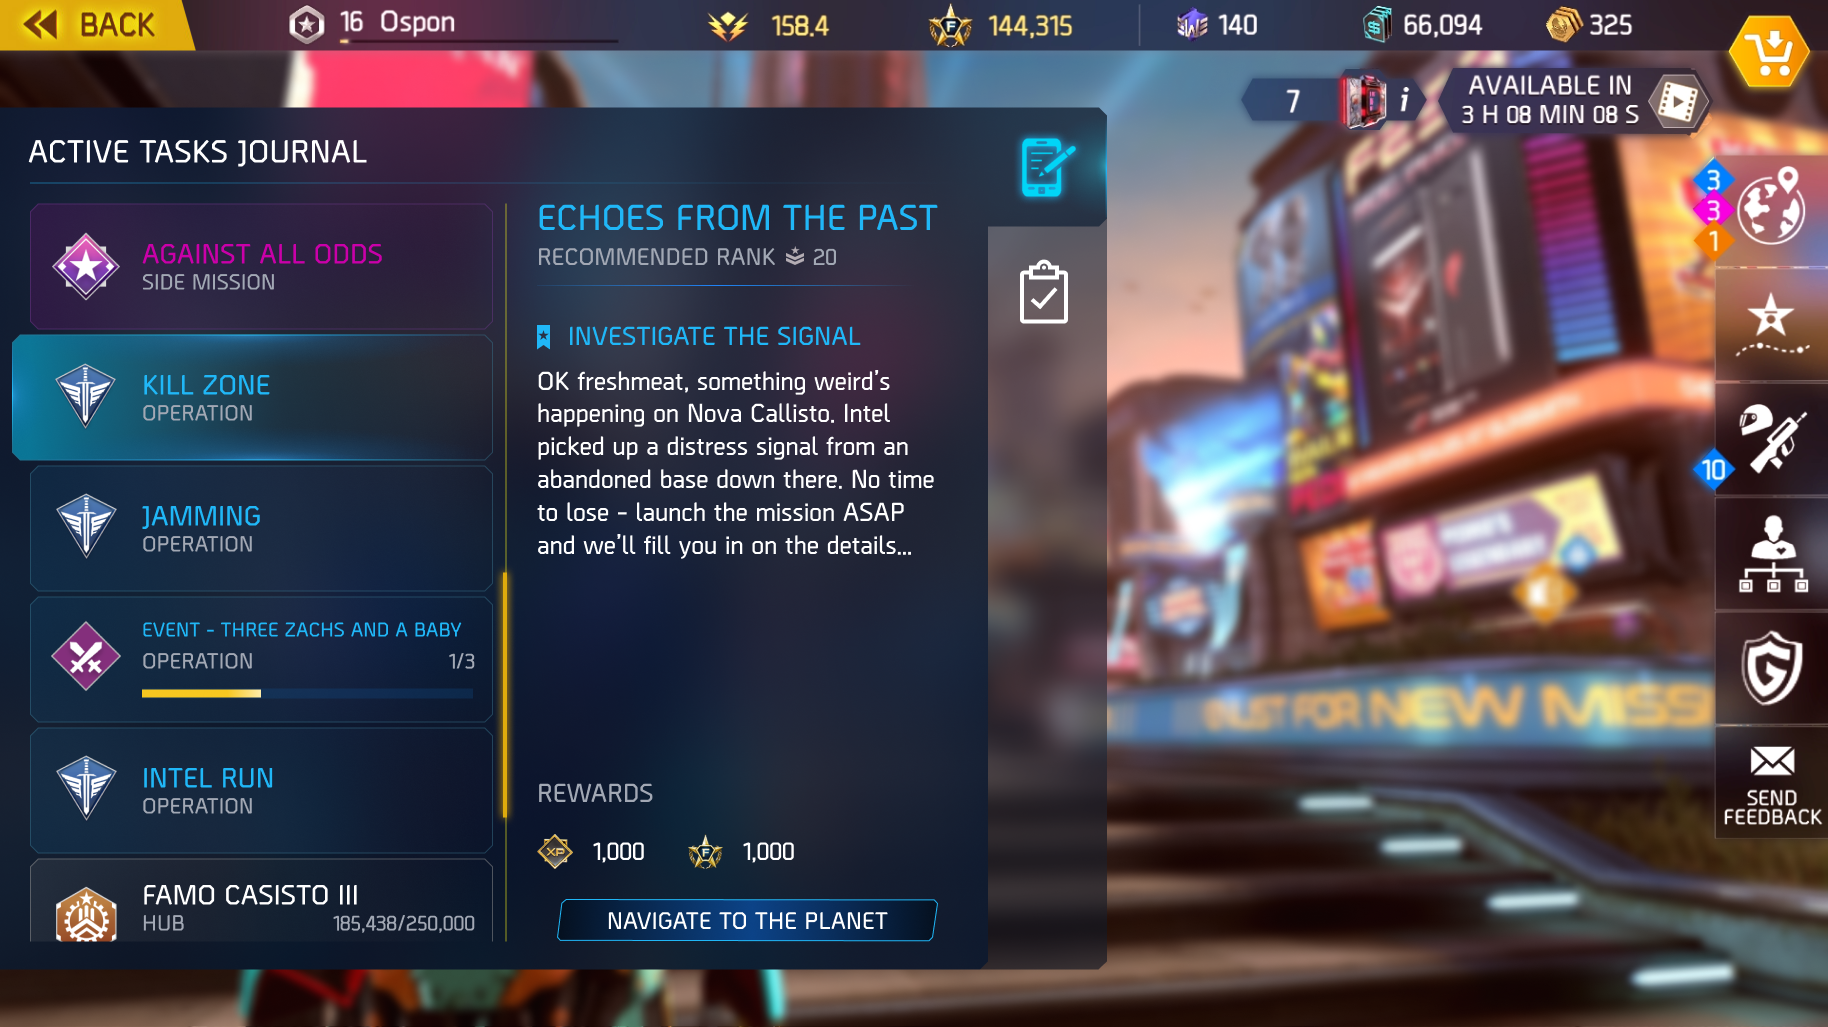 BACK
16 Ospon
158.4
144,315
140
66,094
325
7
i
AVAILABLE IN
3 H 08 MIN 08 S
ACTIVE TASKS JOURNAL
AGAINST ALL ODDS
SIDE MISSION
KILL ZONE
OPERATION
JAMMING
OPERATION
EVENT - THREE ZACHS AND A BABY
OPERATION 1/3
INTEL RUN
OPERATION
FAMO CASISTO III
HUB 185,438/250,000
ECHOES FROM THE PAST
RECOMMENDED RANK 20
INVESTIGATE THE SIGNAL
OK freshmeat, something weird's
happening on Nova Callisto. Intel
picked up a distress signal from an
abandoned base down there. No time
to lose - launch the mission ASAP
and we'll fill you in on the details...
REWARDS
XP 1,000 F 1,000
NAVIGATE TO THE PLANET
3
3
1
10
G
SEND
FEEDBACK
FOR NEW MISS